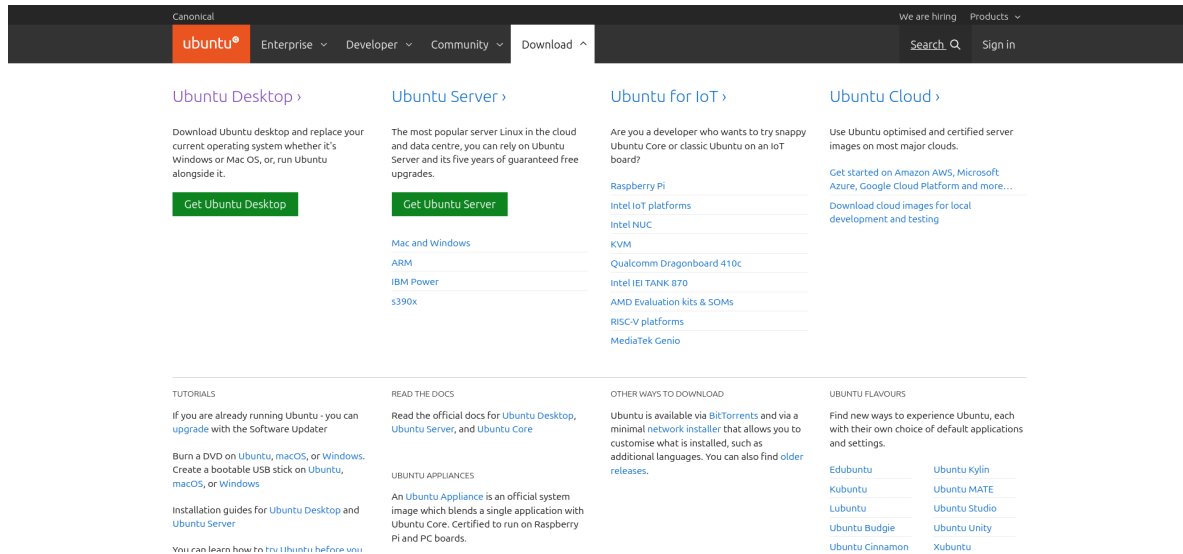 Canonical
We are hiring
Products
ubuntu®
Enterprise
Developer
Community
Download
Search
Sign in
Ubuntu Desktop ›
Download Ubuntu desktop and replace your
current operating system whether it's
Windows or Mac OS, or, run Ubuntu
alongside it.
Get Ubuntu Desktop
Ubuntu Server ›
The most popular server Linux in the cloud
and data centre, you can rely on Ubuntu
Server and its five years of guaranteed free
upgrades.
Get Ubuntu Server
Mac and Windows
ARM
IBM Power
s390x
Ubuntu for IoT ›
Are you a developer who wants to try snappy
Ubuntu Core or classic Ubuntu on an IoT
board?
Raspberry Pi
Intel IoT platforms
Intel NUC
KVM
Qualcomm Dragonboard 410c
Intel IEI TANK 870
AMD Evaluation kits & SOMs
RISC-V platforms
MediaTek Genio
Ubuntu Cloud ›
Use Ubuntu optimised and certified server
images on most major clouds.
Get started on Amazon AWS, Microsoft
Azure, Google Cloud Platform and more…
Download cloud images for local
development and testing
TUTORIALS
If you are already running Ubuntu - you can
upgrade with the Software Updater
Burn a DVD on Ubuntu, macOS, or Windows.
Create a bootable USB stick on Ubuntu,
macOS, or Windows
Installation guides for Ubuntu Desktop and
Ubuntu Server
You can learn how to try Ubuntu before you
READ THE DOCS
Read the official docs for Ubuntu Desktop,
Ubuntu Server, and Ubuntu Core
UBUNTU APPLIANCES
An Ubuntu Appliance is an official system
image which blends a single application with
Ubuntu Core. Certified to run on Raspberry
Pi and PC boards.
OTHER WAYS TO DOWNLOAD
Ubuntu is available via BitTorrents and via a
minimal network installer that allows you to
customise what is installed, such as
additional languages. You can also find older
releases.
UBUNTU FLAVOURS
Find new ways to experience Ubuntu, each
with their own choice of default applications
and settings.
Edubuntu
Kubuntu
Lubuntu
Ubuntu Budgie
Ubuntu Cinnamon
Ubuntu Kylin
Ubuntu MATE
Ubuntu Studio
Ubuntu Unity
Xubuntu